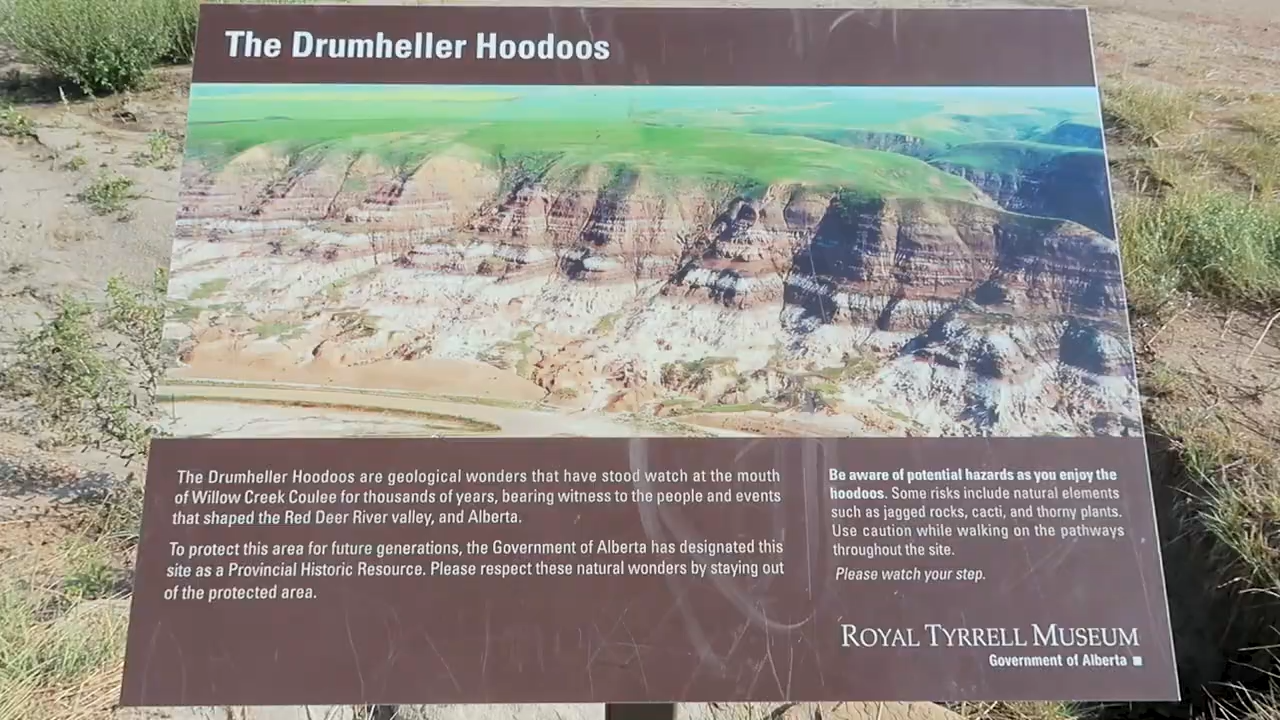 The Drumheller Hoodoos
The Drumheller Hoodoos are geological wonders that have stood watch at the mouth
of Willow Creek Coulee for thousands of years, bearing witness to the people and events
that shaped the Red Deer River valley, and Alberta.
To protect this area for future generations, the Government of Alberta has designated this
site as a Provincial Historic Resource. Please respect these natural wonders by staying out
of the protected area.
Be aware of potential hazards as you enjoy the
hoodoos. Some risks include natural elements
such as jagged rocks, cacti, and thorny plants.
Use caution while walking on the pathways
throughout the site.
Please watch your step.
ROYAL TYRRELL MUSEUM
Government of Alberta